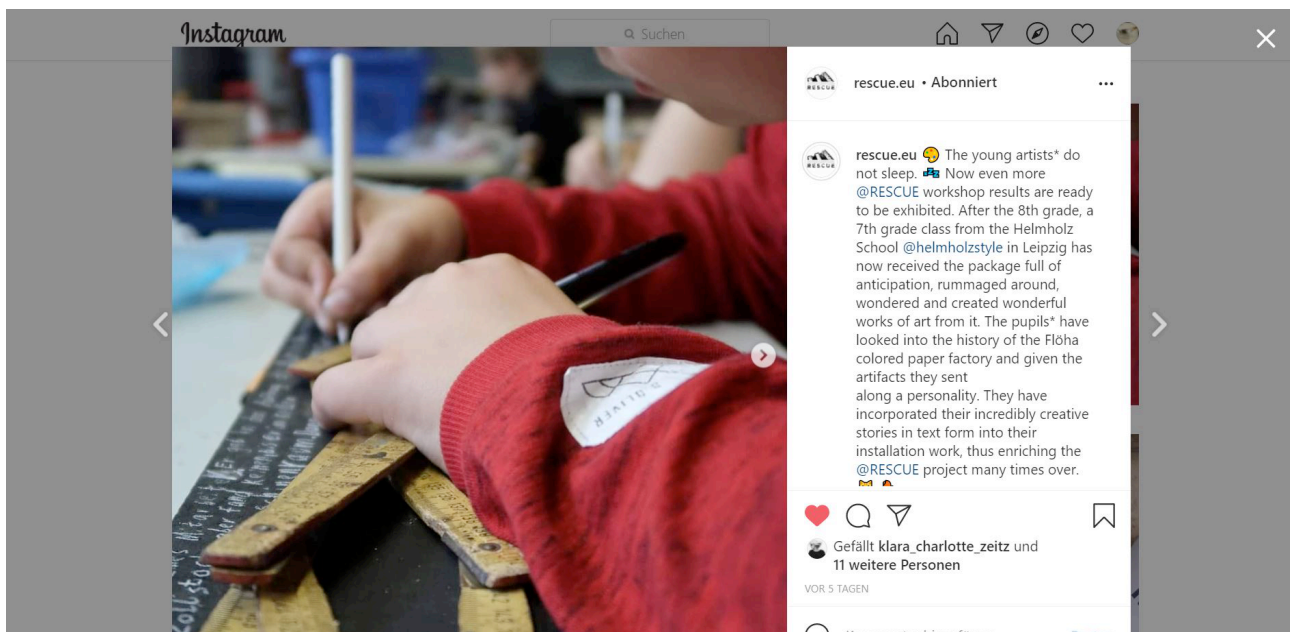 Instagram
Suchen
rescue.eu • Abonniert
RESCUE
RESCUE
rescue.eu 🎨 The young artists* do
not sleep. 💤 Now even more
@RESCUE workshop results are ready
to be exhibited. After the 8th grade, a
7th grade class from the Helmholz
School @helmholzstyle in Leipzig has
now received the package full of
anticipation, rummaged around,
wondered and created wonderful
works of art from it. The pupils* have
looked into the history of the Flöha
colored paper factory and given the
artifacts they sent
along a personality. They have
incorporated their incredibly creative
stories in text form into their
installation work, thus enriching the
@RESCUE project many times over.
Gefällt klara_charlotte_zeitz und
11 weitere Personen
VOR 5 TAGEN
OLIVER
Zollsto